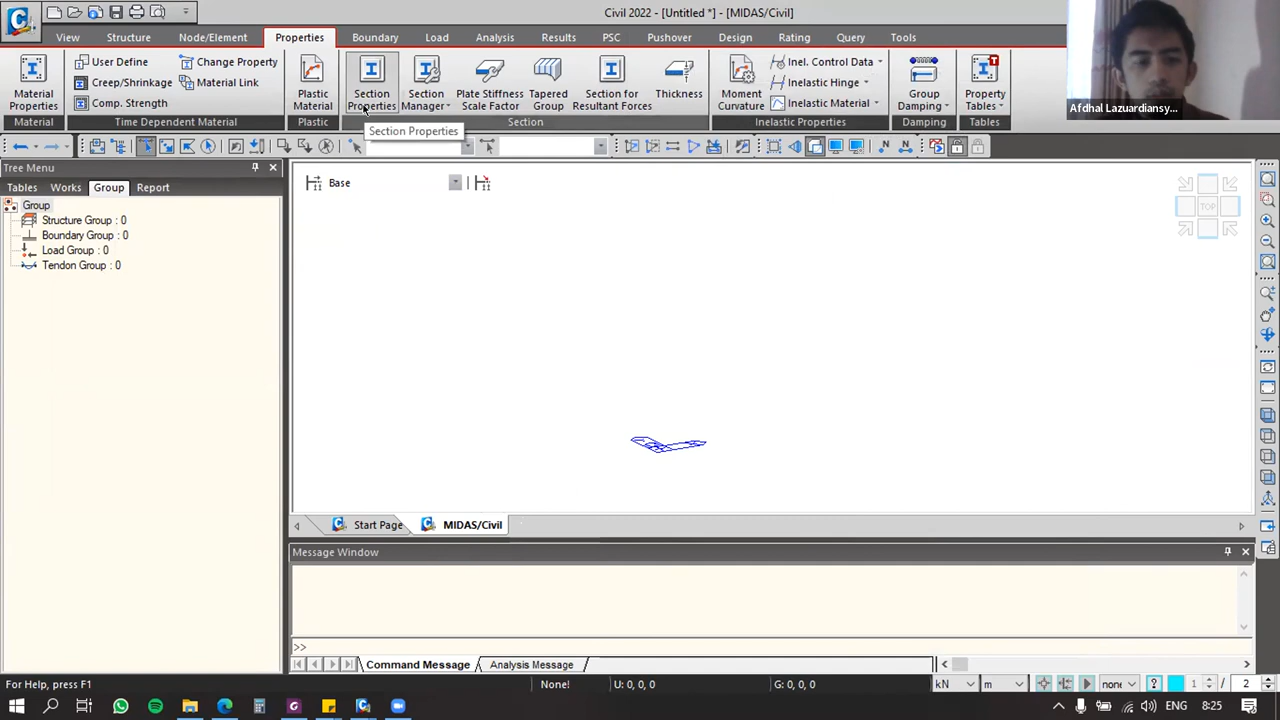 Civil 2022 - [Untitled *] - [MIDAS/Civil]
View Structure Node/Element Properties Boundary Load Analysis Results PSC Pushover Design Rating Query Tools
Material Properties
User Define
Creep/Shrinkage
Comp. Strength
Change Property
Material Link
Plastic Material
Section Properties
Section Manager
Plate Stiffness Scale Factor
Tapered Group
Section for Resultant Forces
Thickness
Moment Curvature
Inel. Control Data
Inelastic Hinge
Inelastic Material
Group Damping
Property Tables
Material Time Dependent Material Plastic Section Inelastic Properties Damping Tables
Afdhal Lazuardiansy...
Section Properties
Tree Menu
Tables Works Group Report
Group
Structure Group : 0
Boundary Group : 0
Load Group : 0
Tendon Group : 0
Base
TOP
Start Page MIDAS/Civil
Message Window
>>
Command Message Analysis Message
For Help, press F1 None! U: 0, 0, 0 G: 0, 0, 0 kN m none 1 / 2
ENG 8:25